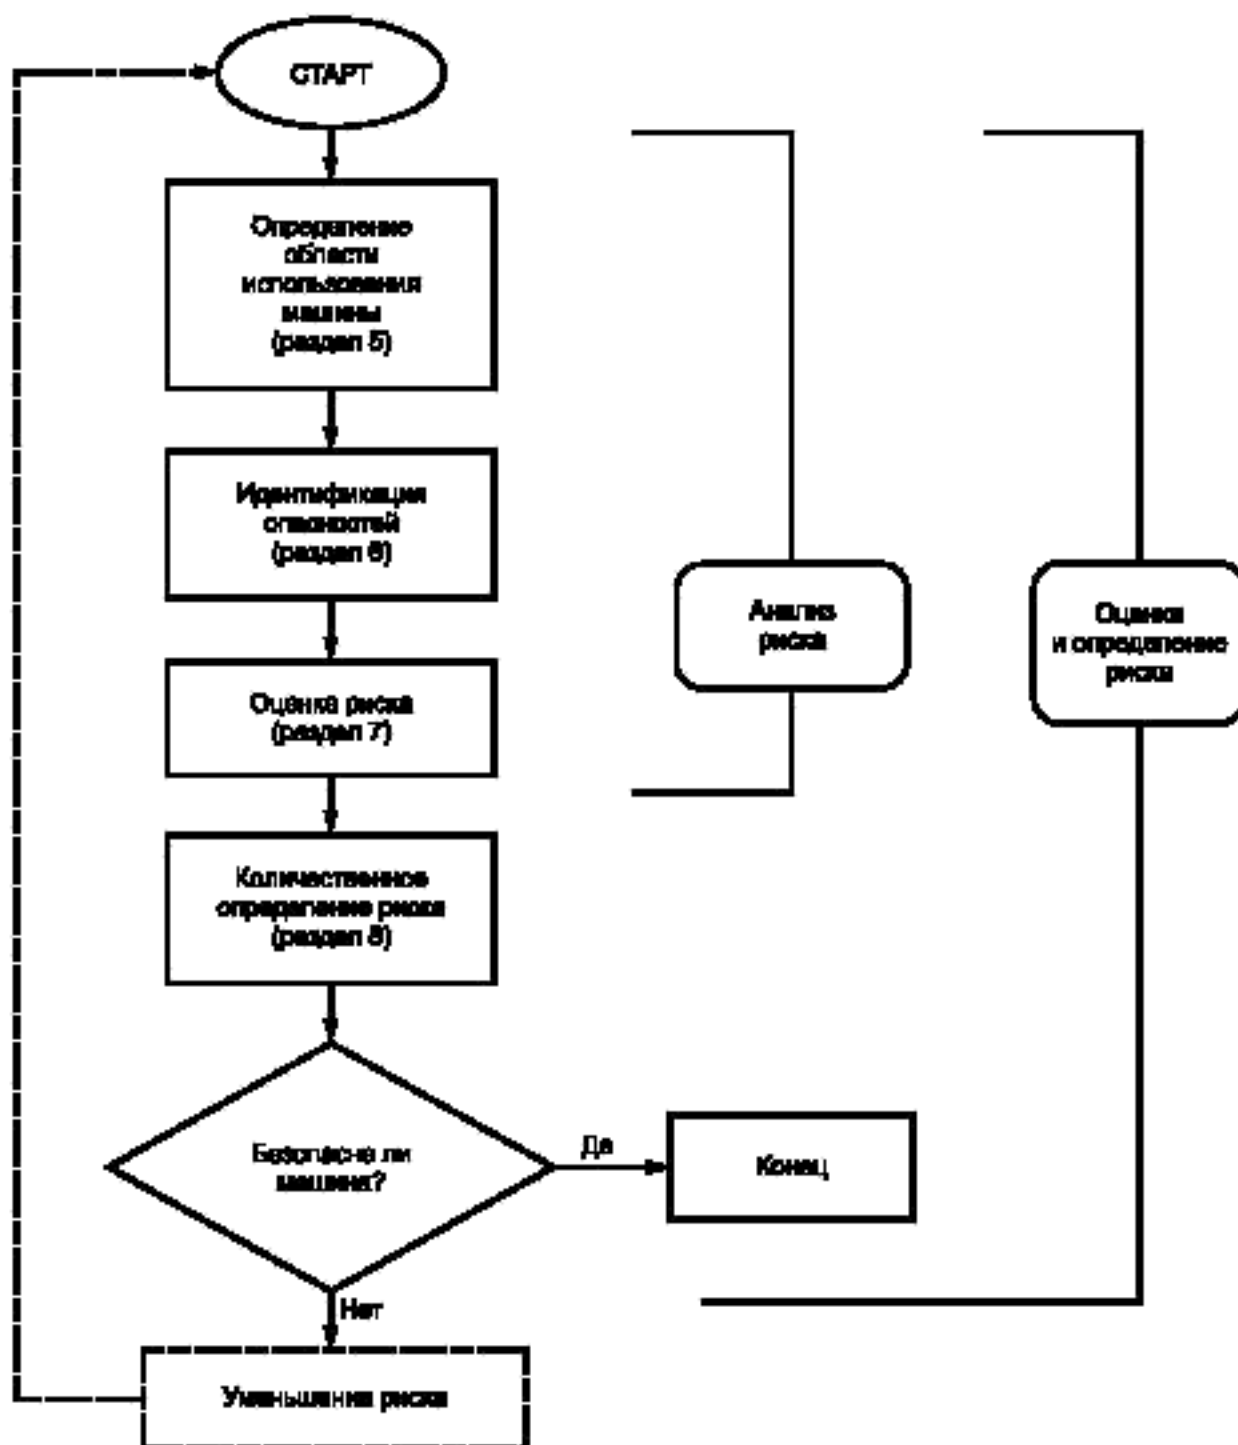 СТАРТ
Определение
области
использования
машины
(раздел 5)
Идентификация
опасностей
(раздел 6)
Оценка риска
(раздел 7)
Количественное
определение риска
(раздел 8)
Безопасна ли
машина?
Да
Конец
Нет
Уменьшение риска
Анализ
риска
Оценка
и определение
риска